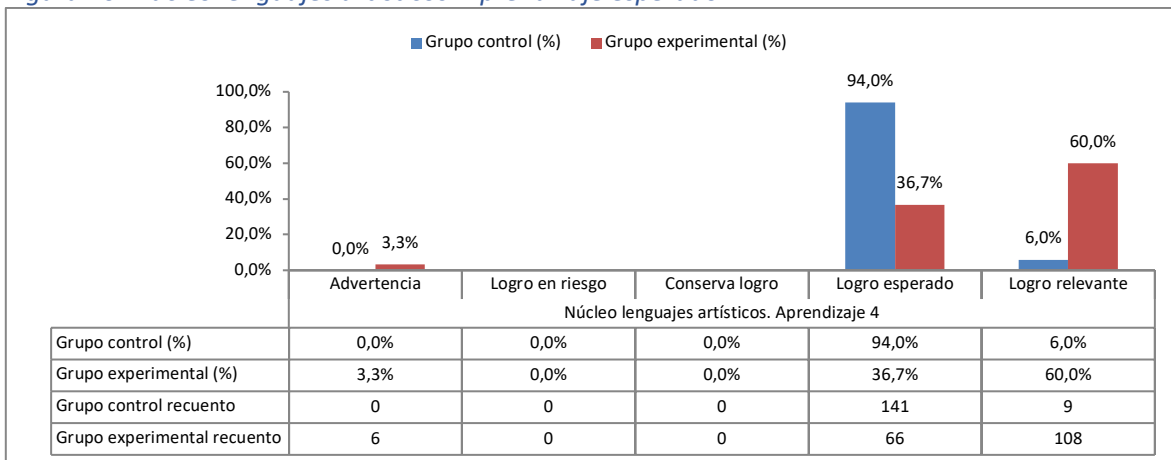 Grupo control (%) Grupo experimental (%)
100,0%
80,0%
60,0%
40,0%
20,0%
0,0%
0,0% 3,3% 94,0% 36,7% 6,0% 60,0%
Advertencia Logro en riesgo Conserva logro Logro esperado Logro relevante
Núcleo lenguajes artísticos. Aprendizaje 4
Grupo control (%) 0,0% 0,0% 0,0% 94,0% 6,0%
Grupo experimental (%) 3,3% 0,0% 0,0% 36,7% 60,0%
Grupo control recuento 0 0 0 141 9
Grupo experimental recuento 6 0 0 66 108